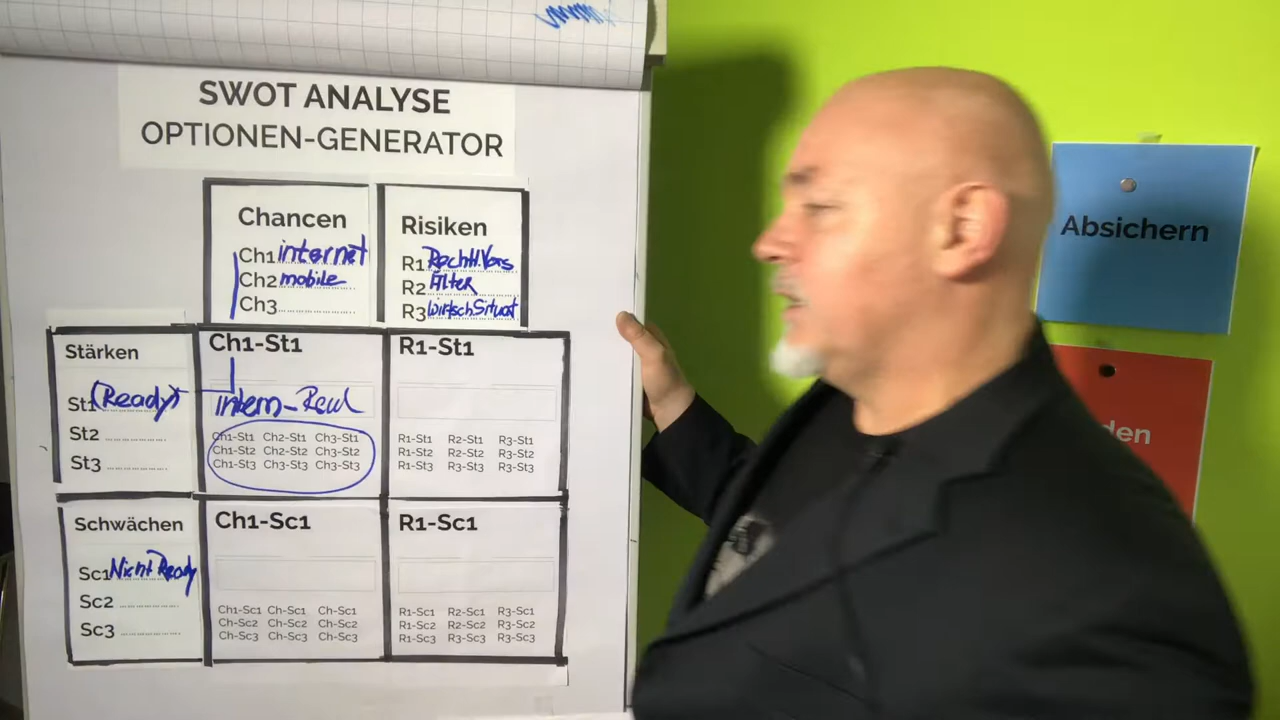 SWOT ANALYSE
OPTIONEN-GENERATOR
Chancen
Ch1 internet
Ch2 mobile
Ch3
Risiken
R1 Rechtl. Vors
R2 Alter
R3 Wirtsch Situat
Stärken
St1 (Ready)
St2
St3
Ch1-St1
Intern-
Ch1-St1 Ch2-St1 Ch3-St1
Ch1-St2 Ch2-St2 Ch3-St2
Ch1-St3 Ch3-St3 Ch3-St3
R1-St1
R1-St1 R2-St1 R3-St1
R1-St2 R2-St2 R3-St2
R1-St3 R3-St3 R3-St3
Schwächen
Sc1 Nicht Ready
Sc2
Sc3
Ch1-Sc1
Ch1-Sc1 Ch-Sc1 Ch-Sc1
Ch-Sc2 Ch-Sc2 Ch-Sc2
Ch-Sc3 Ch-Sc3 Ch-Sc3
R1-Sc1
R1-Sc1 R2-Sc1 R3-Sc1
R1-Sc2 R2-Sc2 R3-Sc2
R1-Sc3 R3-Sc3 R3-Sc3
Absichern
den